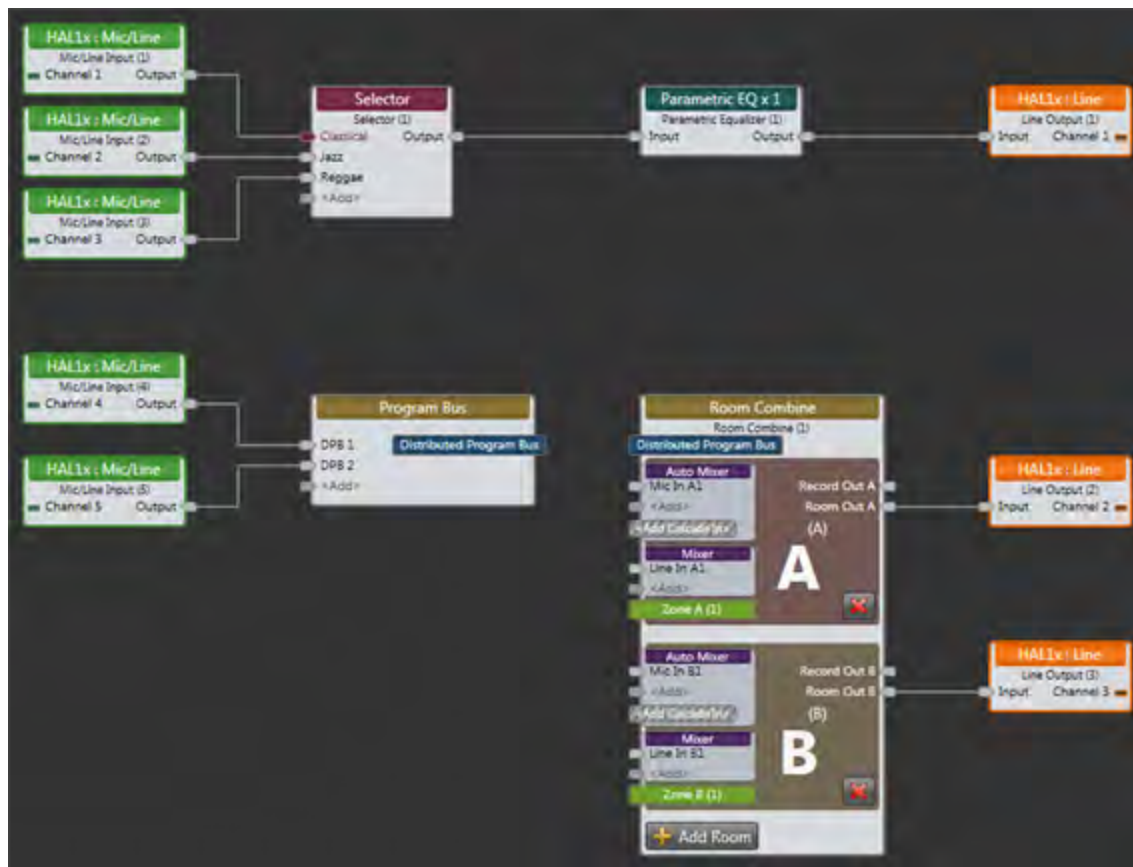 HAL1x : Mic/Line
Mic/Line Input (1)
Channel 1 Output
HAL1x : Mic/Line
Mic/Line Input (2)
Channel 2 Output
HAL1x : Mic/Line
Mic/Line Input (3)
Channel 3 Output
Selector
Selector (1)
Classical Output
Jazz
Reggae
<Add>
Parametric EQ x 1
Parametric Equalizer (1)
Input Output
HAL1x : Line
Line Output (1)
Input Channel 1
HAL1x : Mic/Line
Mic/Line Input (4)
Channel 4 Output
HAL1x : Mic/Line
Mic/Line Input (5)
Channel 5 Output
Program Bus
DPB 1 Distributed Program Bus
DPB 2
<Add>
Room Combine
Room Combine (1)
Distributed Program Bus
Auto Mixer
Mic In A1 Record Out A
<Add> Room Out A
(A)
Mixer
Line In A1
<Add>
A
Zone A (1)
Auto Mixer
Mic In B1 Record Out B
<Add> Room Out B
(B)
Mixer
Line In B1
<Add>
B
Zone B (1)
Add Room
HAL1x : Line
Line Output (2)
Input Channel 2
HAL1x : Line
Line Output (3)
Input Channel 3